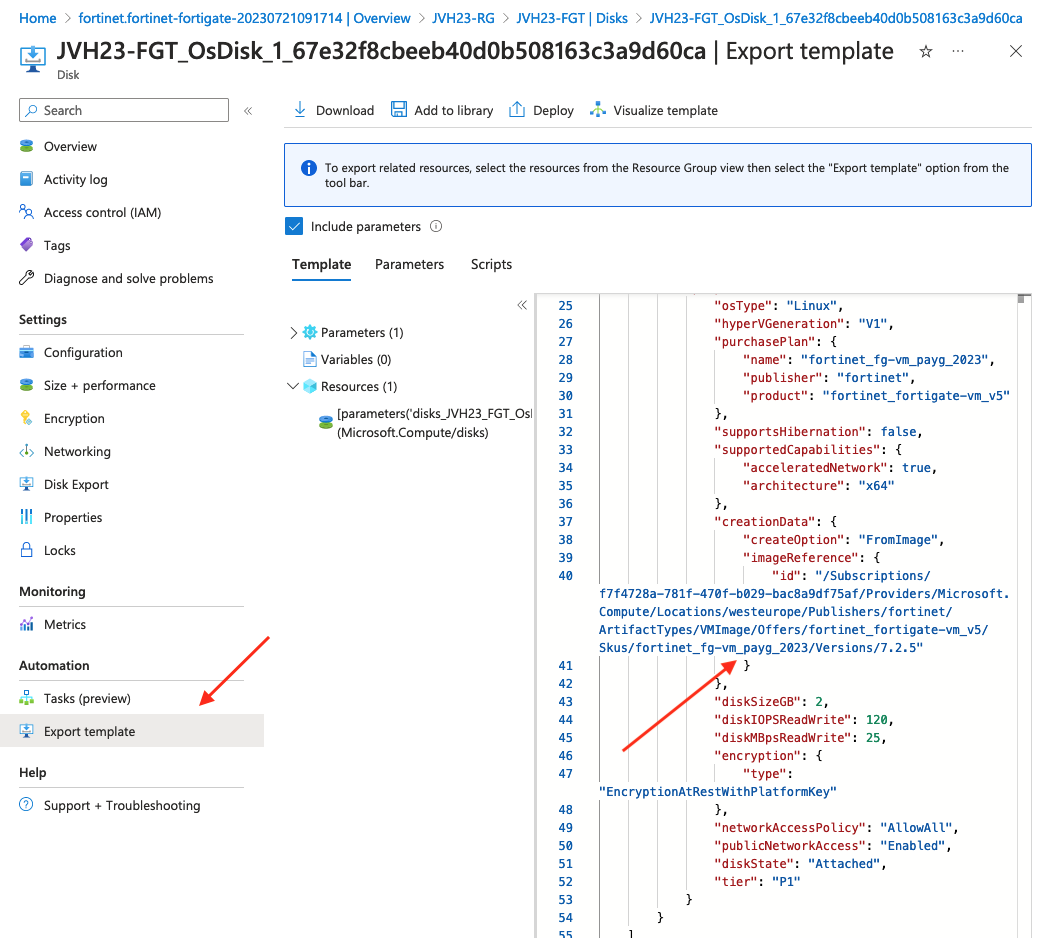 Home > fortinet.fortinet-fortigate-20230721091714 | Overview > JVH23-RG > JVH23-FGT | Disks > JVH23-FGT_OsDisk_1_67e32f8cbeeb40d0b508163c3a9d60ca
JVH23-FGT_OsDisk_1_67e32f8cbeeb40d0b508163c3a9d60ca | Export template
Disk
Search
Overview
Activity log
Access control (IAM)
Tags
Diagnose and solve problems
Settings
Configuration
Size + performance
Encryption
Networking
Disk Export
Properties
Locks
Monitoring
Metrics
Automation
Tasks (preview)
Export template
Help
Support + Troubleshooting
Download
Add to library
Deploy
Visualize template
To export related resources, select the resources from the Resource Group view then select the "Export template" option from the
tool bar.
Include parameters
Template
Parameters
Scripts
Parameters (1)
Variables (0)
Resources (1)
[parameters('disks_JVH23_FGT_Os
(Microsoft.Compute/disks)
25 "osType": "Linux",
26 "hyperVGeneration": "V1",
27 "purchasePlan": {
28 "name": "fortinet_fg-vm_payg_2023",
29 "publisher": "fortinet",
30 "product": "fortinet_fortigate-vm_v5"
31 },
32 "supportsHibernation": false,
33 "supportedCapabilities": {
34 "acceleratedNetwork": true,
35 "architecture": "x64"
36 },
37 "creationData": {
38 "createOption": "FromImage",
39 "imageReference": {
40 "id": "/Subscriptions/
f7f4728a-781f-470f-b029-bac8a9df75af/Providers/Microsoft.
Compute/Locations/westeurope/Publishers/fortinet/
ArtifactTypes/VMImage/Offers/fortinet_fortigate-vm_v5/
Skus/fortinet_fg-vm_payg_2023/Versions/7.2.5"
41 }
42 },
43 "diskSizeGB": 2,
44 "diskIOPSReadWrite": 120,
45 "diskMBpsReadWrite": 25,
46 "encryption": {
47 "type":
"EncryptionAtRestWithPlatformKey"
48 },
49 "networkAccessPolicy": "AllowAll",
50 "publicNetworkAccess": "Enabled",
51 "diskState": "Attached",
52 "tier": "P1"
53 }
54 }
55 ]